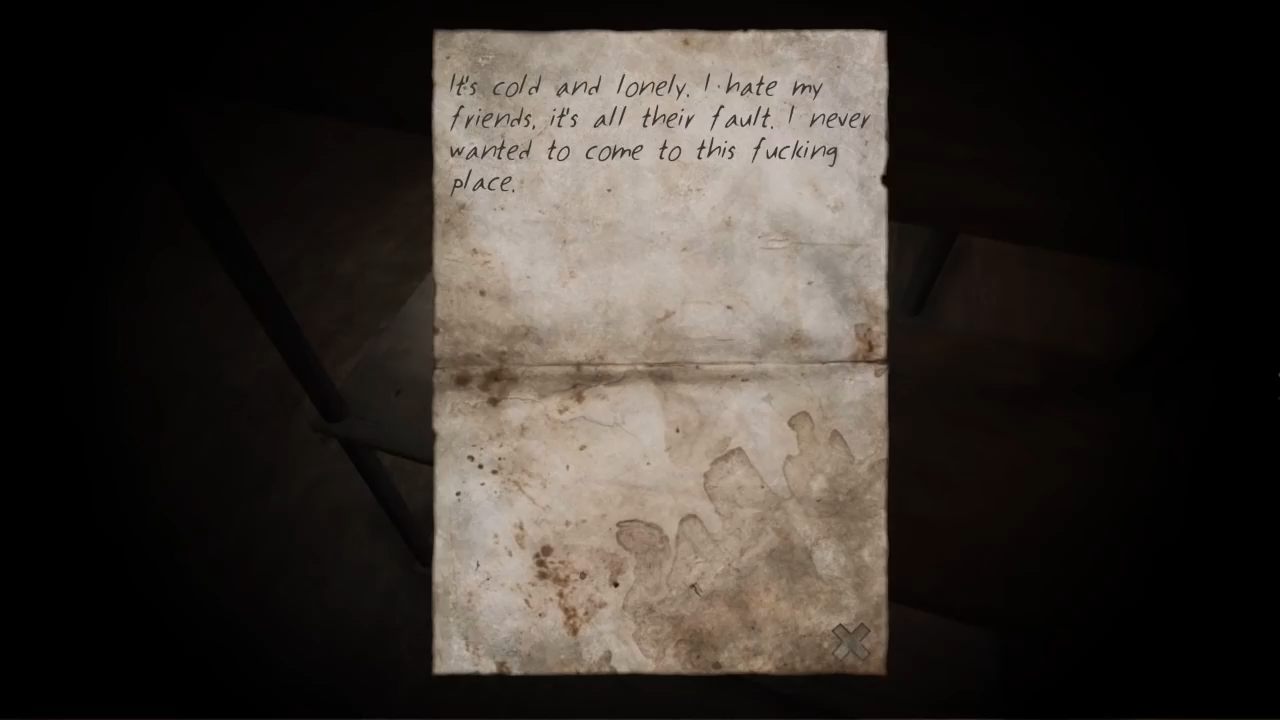 It's cold and lonely. I hate my
friends, it's all their fault. I never
wanted to come to this fucking
place.